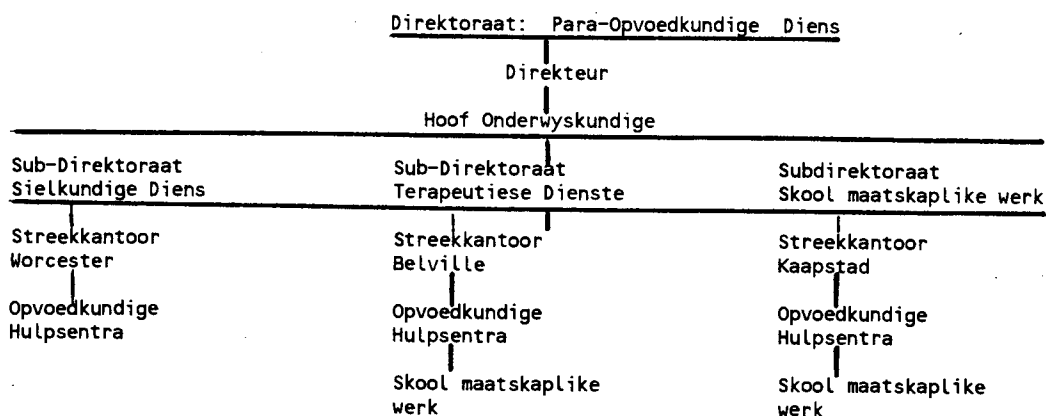 Direktoraat: Para-Opvoedkundige Diens
Direkteur
Hoof Onderwyskundige
Sub-Direktoraat
Sielkundige Diens
Sub-Direktoraat
Terapeutiese Dienste
Subdirektoraat
Skool maatskaplike werk
Streekkantoor
Worcester
Streekkantoor
Belville
Streekkantoor
Kaapstad
Opvoedkundige
Hulpsentra
Opvoedkundige
Hulpsentra
Opvoedkundige
Hulpsentra
Skool maatskaplike
werk
Skool maatskaplike
werk